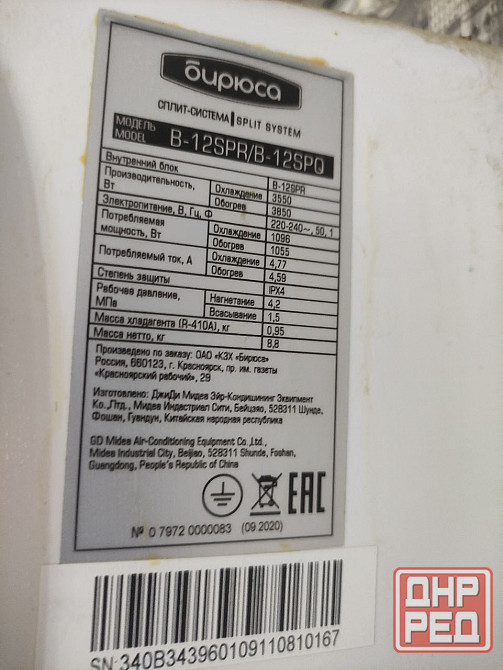 бирюса
СПЛИТ-СИСТЕМА | SPLIT SYSTEM
МОДЕЛЬ
MODEL B-12SPR/B-12SPQ
Внутренний блок B-12SPR
Производительность, Вт Охлаждение 3550
Обогрев 3850
Электропитание, В, Гц, Ф 220-240~, 50, 1
Потребляемая мощность, Вт Охлаждение 1096
Обогрев 1055
Потребляемый ток, А Охлаждение 4,77
Обогрев 4,59
Степень защиты IPX4
Рабочее давление, МПа Нагнетание 4,2
Всасывание 1,5
Масса хладагента (R-410A), кг 0,95
Масса нетто, кг 8,8
Произведено по заказу: ОАО «КЗХ «Бирюса»
Россия, 660123, г. Красноярск, пр. им. газеты
«Красноярский рабочий», 29
Изготовлено: ДжиДи Мидеа Эйр-Кондишининг Эквипмент
Ко.,Лтд., Мидеа Индастриал Сити, Бейцзяо, 528311 Шунде,
Фошан, Гуандун, Китайская народная республика
GD Midea Air-Conditioning Equipment Co.,Ltd.,
Midea Industrial City, Beijiao, 528311 Shunde, Foshan,
Guangdong, People's Republic of China
EAC
№ 0 7972 0000083 (09.2020)
SN:340B343960109110810167
ДНР
РЕД